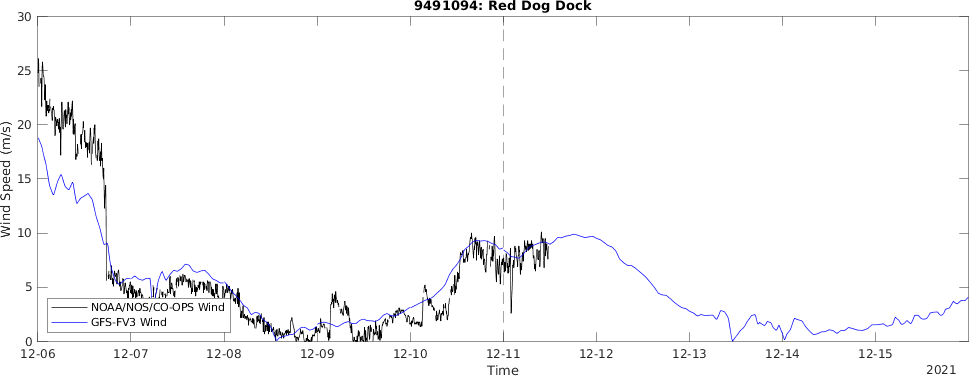 9491094: Red Dog Dock
30
25
20
15
10
5
0
Wind Speed (m/s)
NOAA/NOS/CO-OPS Wind
GFS-FV3 Wind
12-06 12-07 12-08 12-09 12-10 12-11 12-12 12-13 12-14 12-15
Time
2021